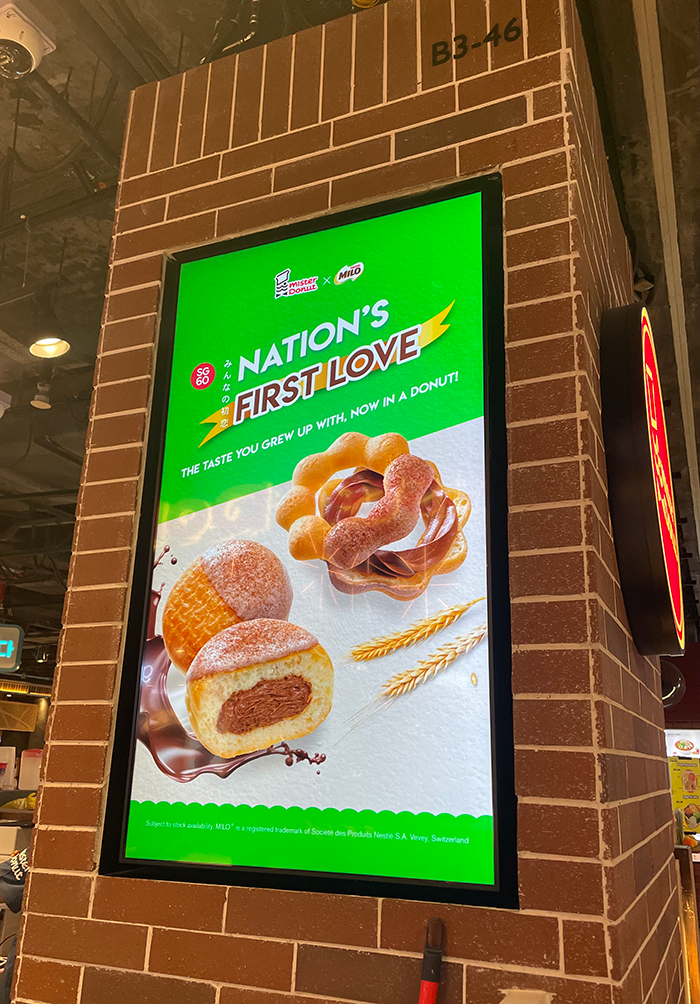 B3-46
mister Donut × MILO
SG
60
みんなの初恋
NATION'S
FIRST LOVE
THE TASTE YOU GREW UP WITH, NOW IN A DONUT!
Subject to stock availability. MILO® is a registered trademark of Société des Produits Nestlé S.A. Vevey, Switzerland